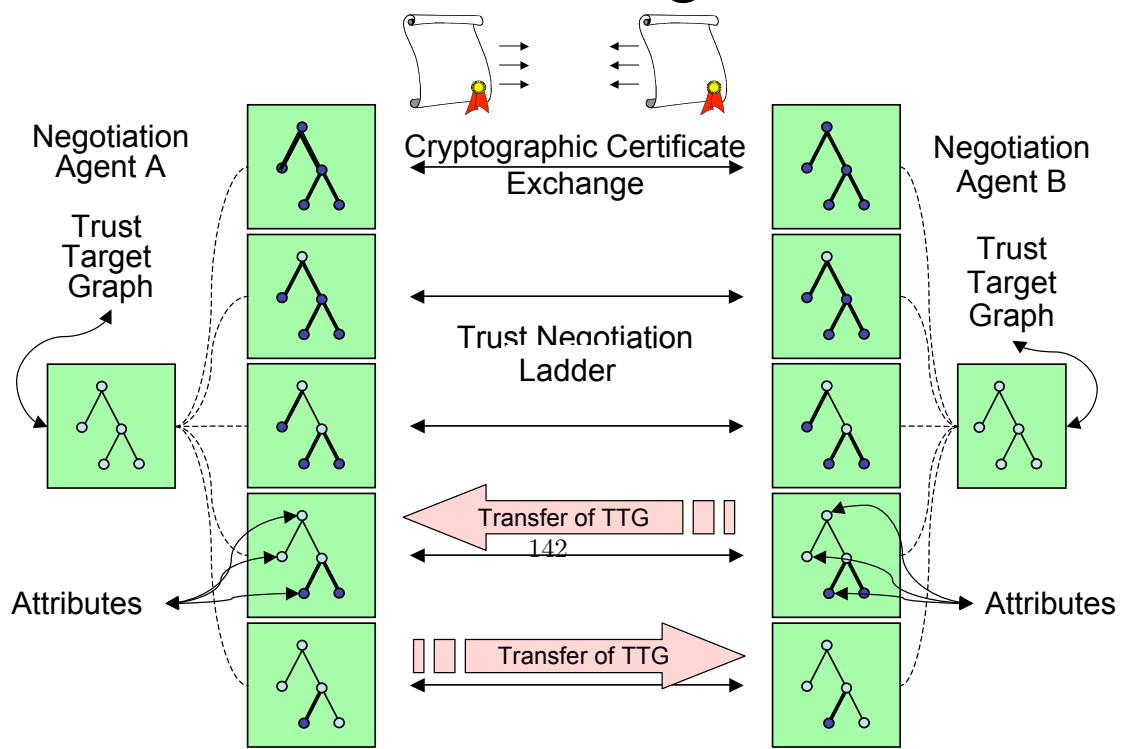 Negotiation
Agent A
Trust
Target
Graph
Cryptographic Certificate
Exchange
Negotiation
Agent B
Trust
Target
Graph
Trust Negotiation
Ladder
Transfer of TTG
142
Attributes
Attributes
Transfer of TTG